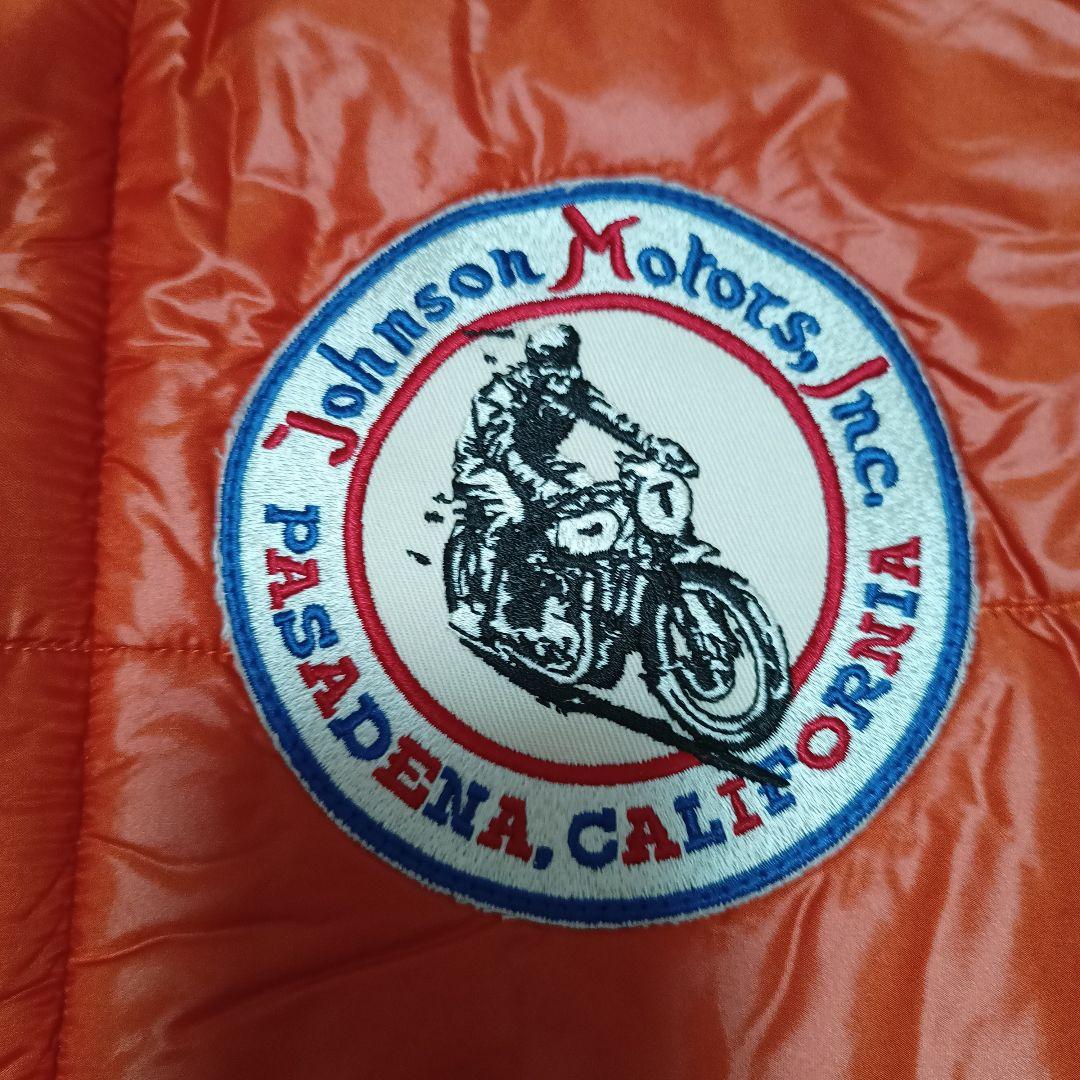 Johnson Motors, Inc.
PASADENA, CALIFORNIA
T